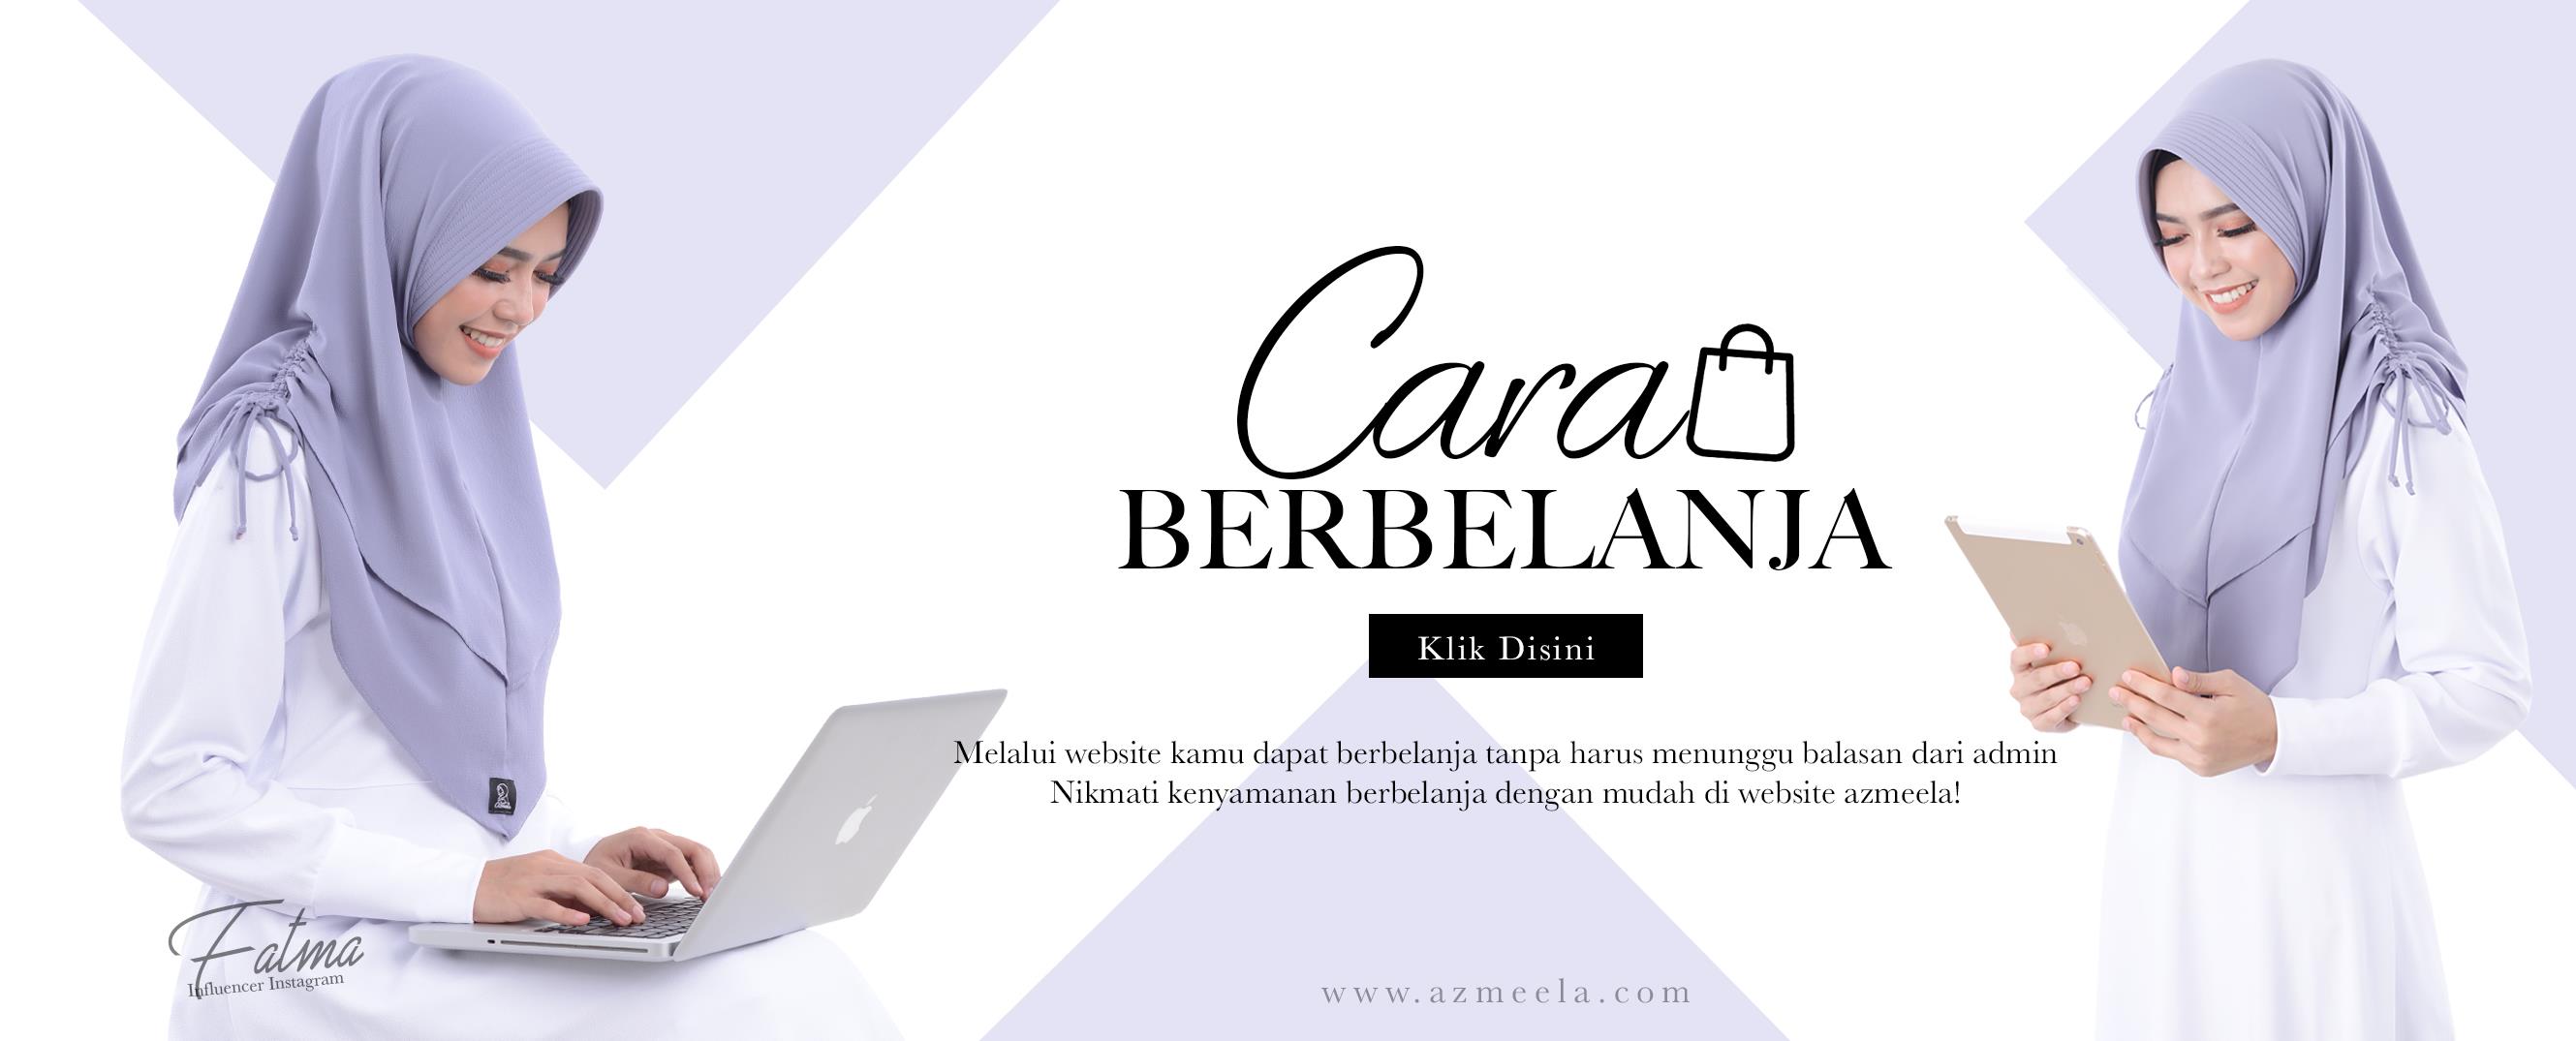 Cara
BERBELANJA
Klik Disini
Melalui website kamu dapat berbelanja tanpa harus menunggu balasan dari admin
Nikmati kenyamanan berbelanja dengan mudah di website azmeela!
www.azmeela.com
Fatma
Influencer Instagram